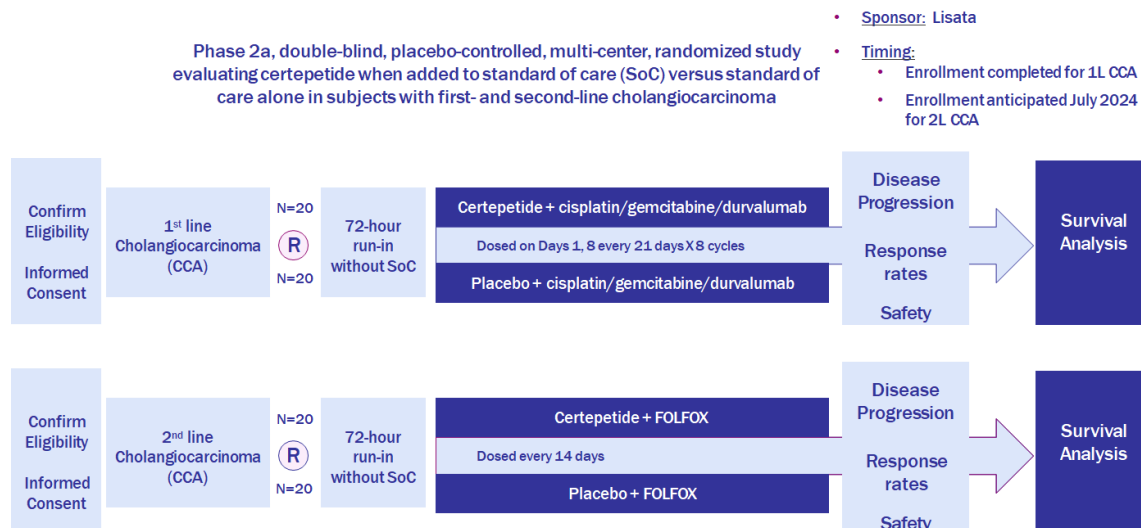 Phase 2a, double-blind, placebo-controlled, multi-center, randomized study
evaluating certepetide when added to standard of care (SoC) versus standard of
care alone in subjects with first- and second-line cholangiocarcinoma
• Sponsor: Lisata
• Timing:
• Enrollment completed for 1L CCA
• Enrollment anticipated July 2024
for 2L CCA
Confirm
Eligibility
Informed
Consent
1st line
Cholangiocarcinoma
(CCA)
N=20
R
N=20
72-hour
run-in
without SoC
Certepetide + cisplatin/gemcitabine/durvalumab
Dosed on Days 1, 8 every 21 days X 8 cycles
Placebo + cisplatin/gemcitabine/durvalumab
Disease
Progression
Response
rates
Safety
Survival
Analysis
Confirm
Eligibility
Informed
Consent
2nd line
Cholangiocarcinoma
(CCA)
N=20
R
N=20
72-hour
run-in
without SoC
Certepetide + FOLFOX
Dosed every 14 days
Placebo + FOLFOX
Disease
Progression
Response
rates
Safety
Survival
Analysis